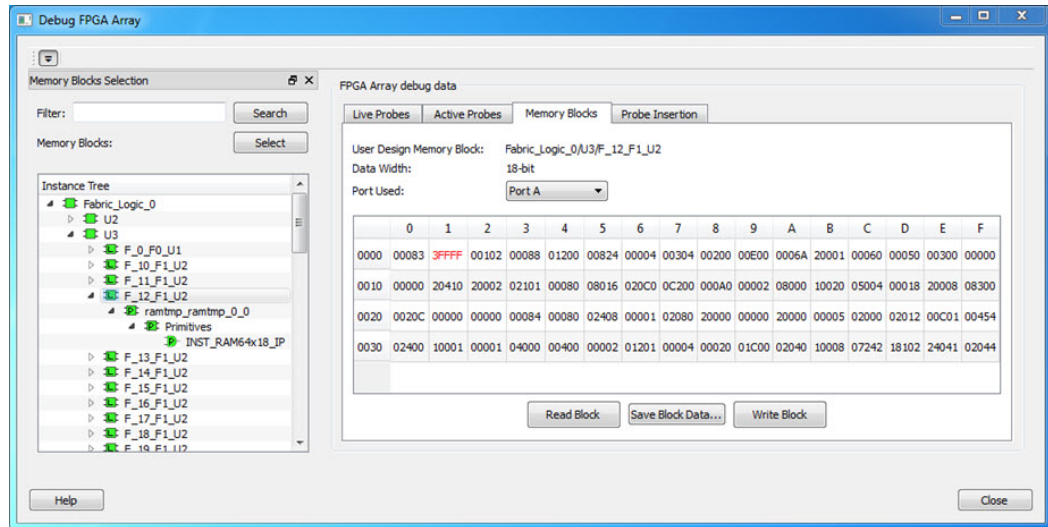 Debug FPGA Array
Memory Blocks Selection
Filter:
Search
Memory Blocks:
Select
Instance Tree
Fabric_Logic_0
U2
U3
F_0_F0_U1
F_10_F1_U2
F_11_F1_U2
F_12_F1_U2
ramtmp_ramtmp_0_0
Primitives
INST_RAM64x18_IP
F_13_F1_U2
F_14_F1_U2
F_15_F1_U2
F_16_F1_U2
F_17_F1_U2
F_18_F1_U2
F_19_F1_U2
FPGA Array debug data
Live Probes Active Probes Memory Blocks Probe Insertion
User Design Memory Block: Fabric_Logic_0/U3/F_12_F1_U2
Data Width: 18-bit
Port Used: Port A
0 1 2 3 4 5 6 7 8 9 A B C D E F
0000 00083 3FFFF 00102 00088 01200 00824 00004 00304 00200 00E00 0006A 20001 00060 00050 00300 00000
0010 00000 20410 20002 02101 00080 08016 020C0 0C200 000A0 00002 08000 10020 05004 00018 20008 08300
0020 0020C 00000 00000 00084 00080 02408 00001 02080 20000 00000 20000 00005 02000 02012 00C01 00454
0030 02400 10001 00001 04000 00400 00002 01201 00004 00020 01C00 02040 10008 07242 18102 24041 02044
Read Block Save Block Data... Write Block
Help
Close